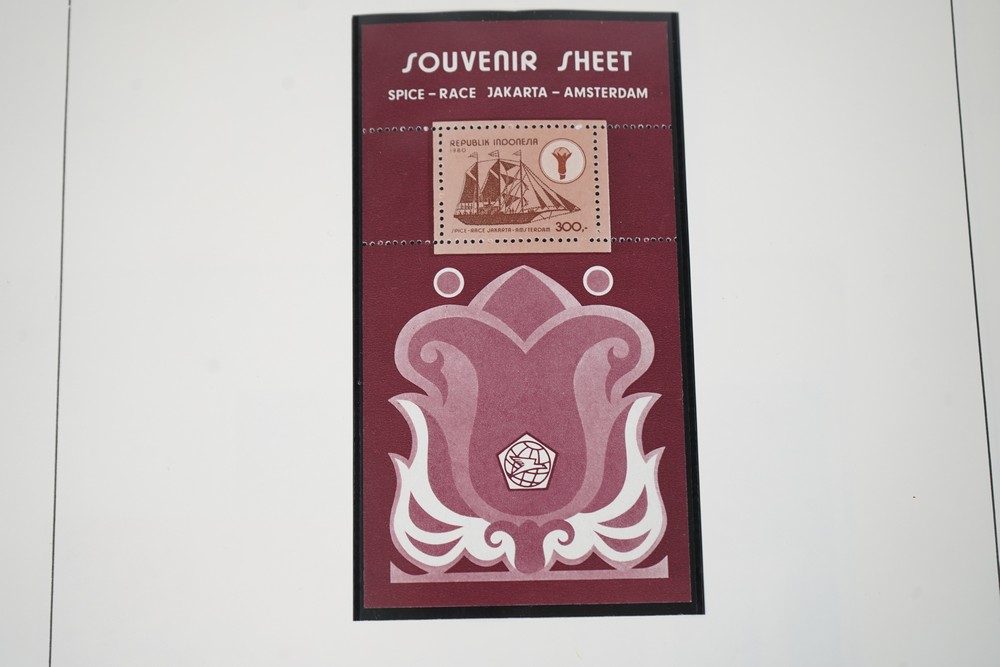 SOUVENIR SHEET
SPICE - RACE JAKARTA - AMSTERDAM
REPUBLIK INDONESIA
1980
SPICE-RACE JAKARTA-AMSTERDAM 300,-